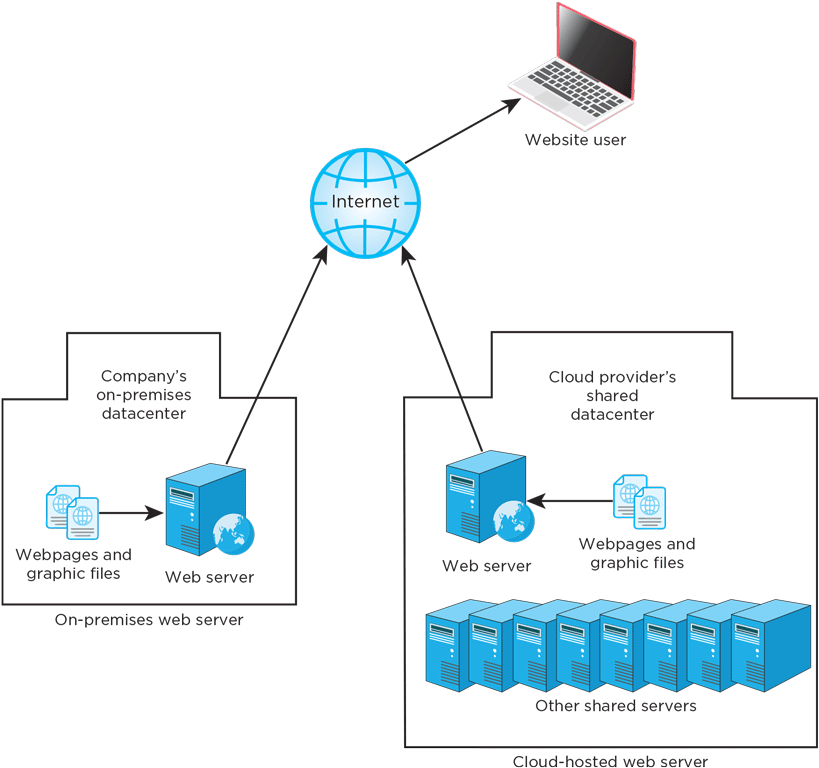 Website user
Internet
Company's
on-premises
datacenter
Webpages and
graphic files
Web server
On-premises web server
Cloud provider's
shared
datacenter
Web server
Webpages and
graphic files
Other shared servers
Cloud-hosted web server